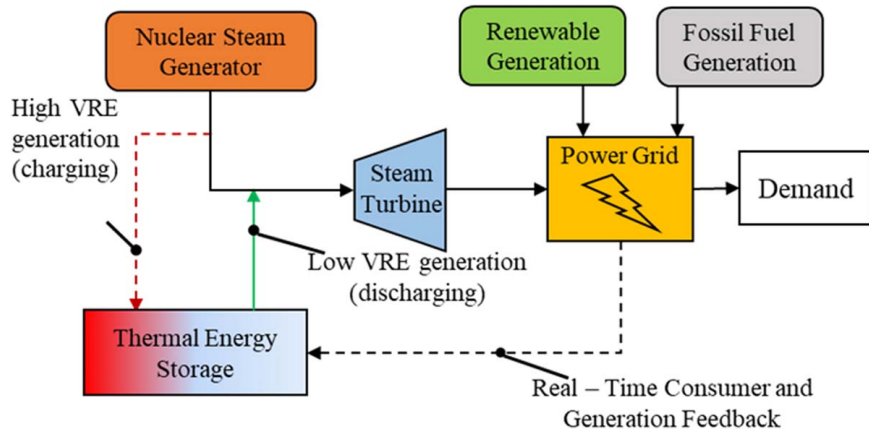 Nuclear Steam
Generator
Renewable
Generation
Fossil Fuel
Generation
High VRE
generation
(charging)
Steam
Turbine
Power Grid
Demand
Low VRE generation
(discharging)
Thermal Energy
Storage
Real – Time Consumer and
Generation Feedback